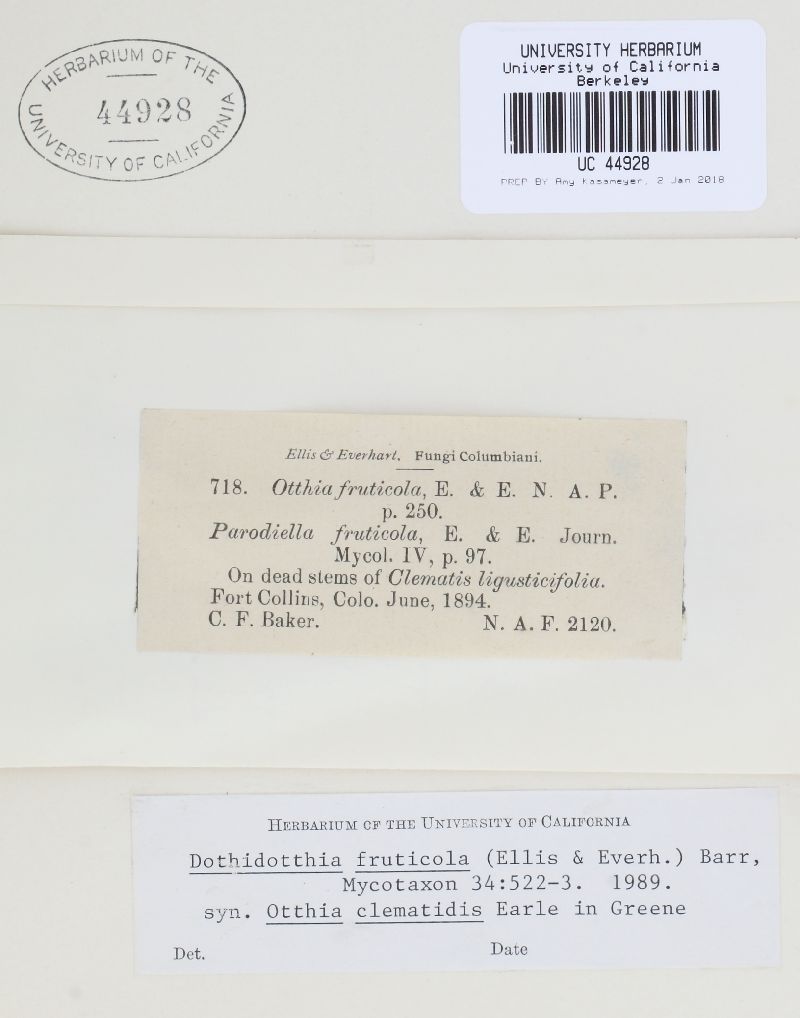 HERBARIUM OF THE
44928
UNIVERSITY OF CALIFORNIA
UNIVERSITY HERBARIUM
University of California
Berkeley
UC 44928
PREP BY Amy Kasameyer, 2 Jan 2018
Ellis & Everhart. Fungi Columbiani.
718. Otthia fruticola, E. & E. N. A. P.
p. 250.
Parodiella fruticola, E. & E. Journ.
Mycol. IV, p. 97.
On dead stems of Clematis ligusticifolia.
Fort Collins, Colo. June, 1894.
C. F. Baker. N. A. F. 2120.
HERBARIUM OF THE UNIVERSITY OF CALIFORNIA
Dothidotthia fruticola (Ellis & Everh.) Barr,
Mycotaxon 34:522-3. 1989.
syn. Otthia clematidis Earle in Greene
Det. Date